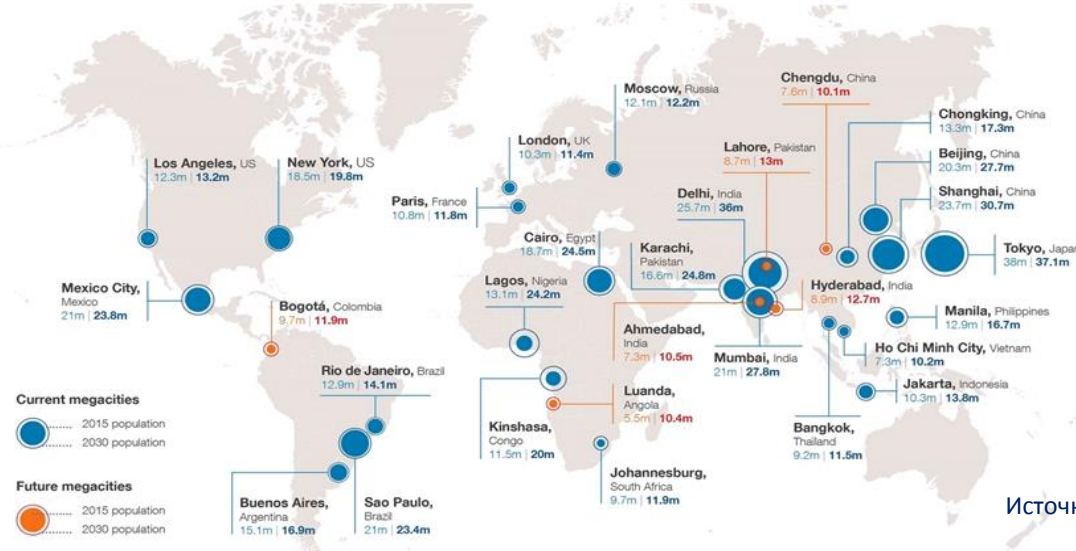 Moscow, Russia
12.1m | 12.2m
London, UK
10.3m | 11.4m
Paris, France
10.8m | 11.8m
Los Angeles, US
12.3m | 13.2m
New York, US
18.5m | 19.8m
Mexico City,
Mexico
21m | 23.8m
Bogotá, Colombia
9.7m | 11.9m
Rio de Janeiro, Brazil
12.9m | 14.1m
Buenos Aires,
Argentina
15.1m | 16.9m
Sao Paulo,
Brazil
21m | 23.4m
Cairo, Egypt
18.7m | 24.5m
Lagos, Nigeria
13.1m | 24.2m
Kinshasa,
Congo
11.5m | 20m
Luanda,
Angola
5.5m | 10.4m
Johannesburg,
South Africa
9.7m | 11.9m
Karachi,
Pakistan
16.6m | 24.8m
Ahmedabad,
India
7.3m | 10.5m
Delhi, India
25.7m | 36m
Lahore, Pakistan
8.7m | 13m
Mumbai, India
21m | 27.8m
Hyderabad, India
8.9m | 12.7m
Chengdu, China
7.6m | 10.1m
Chongking, China
13.3m | 17.3m
Beijing, China
20.3m | 27.7m
Shanghai, China
23.7m | 30.7m
Tokyo, Japan
38m | 37.1m
Manila, Philippines
12.9m | 16.7m
Ho Chi Minh City, Vietnam
7.3m | 10.2m
Jakarta, Indonesia
10.3m | 13.8m
Bangkok,
Thailand
9.2m | 11.5m
Current megacities
2015 population
2030 population
Future megacities
2015 population
2030 population